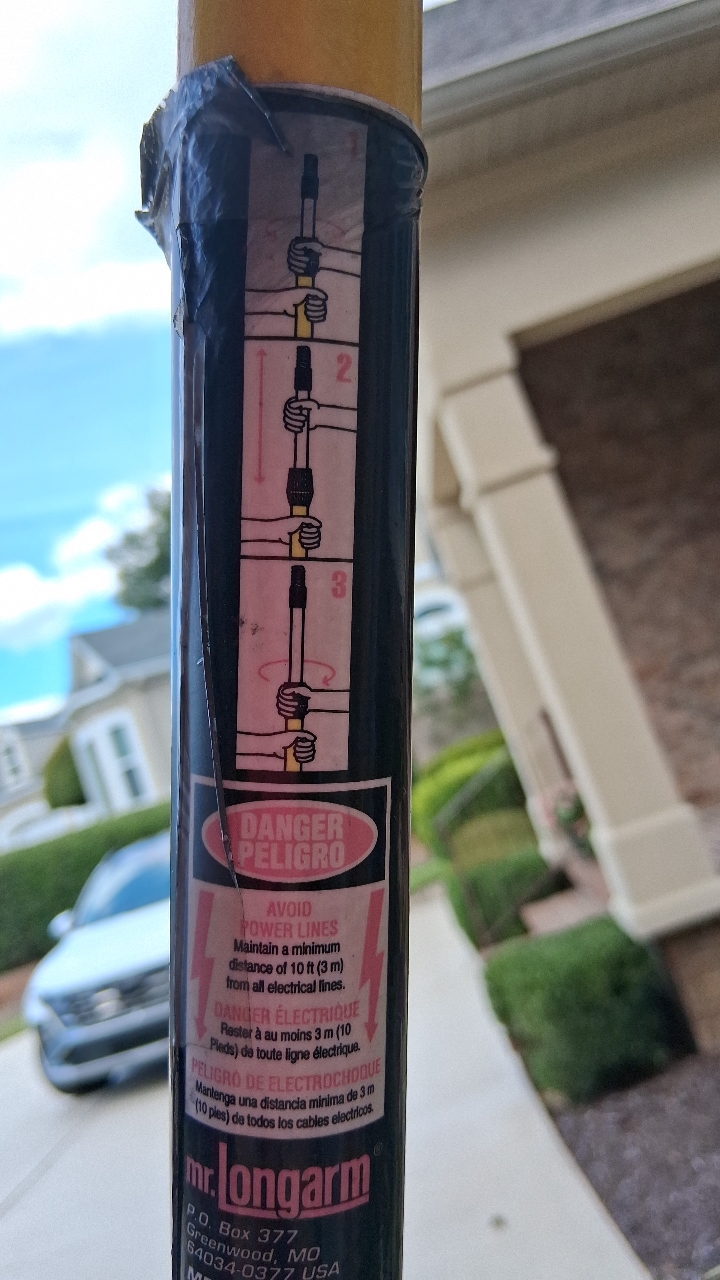 1
2
3
DANGER
PELIGRO
AVOID
POWER LINES
Maintain a minimum
distance of 10 ft (3 m)
from all electrical lines.
DANGER ÉLECTRIQUE
Rester à au moins 3 m (10
Pieds) de toute ligne électrique.
PELIGRO DE ELECTROCHOQUE
Mantenga una distancia minima de 3 m
(10 pies) de todos los cables electricos.
mr. longarm®
P.O. Box 377
Greenwood, MO
64034-0377 USA